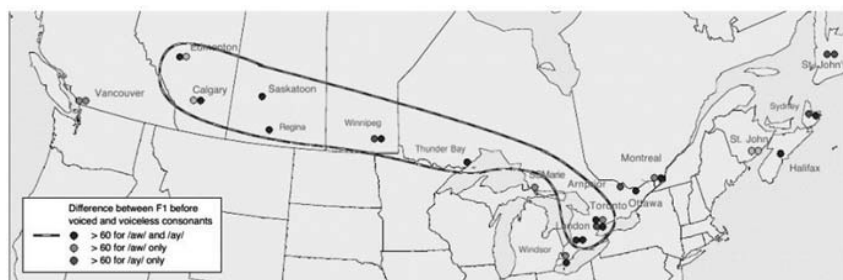 Edmonton
St. John's
Vancouver
Calgary
Saskatoon
Sydney
Regina
Winnipeg
Thunder Bay
Montreal
St. John
Halifax
Arnprior
Toronto
Ottawa
London
Windsor
Difference between F1 before
voiced and voiceless consonants
> 60 for /aw/ and /ay/
> 60 for /aw/ only
> 60 for /ay/ only